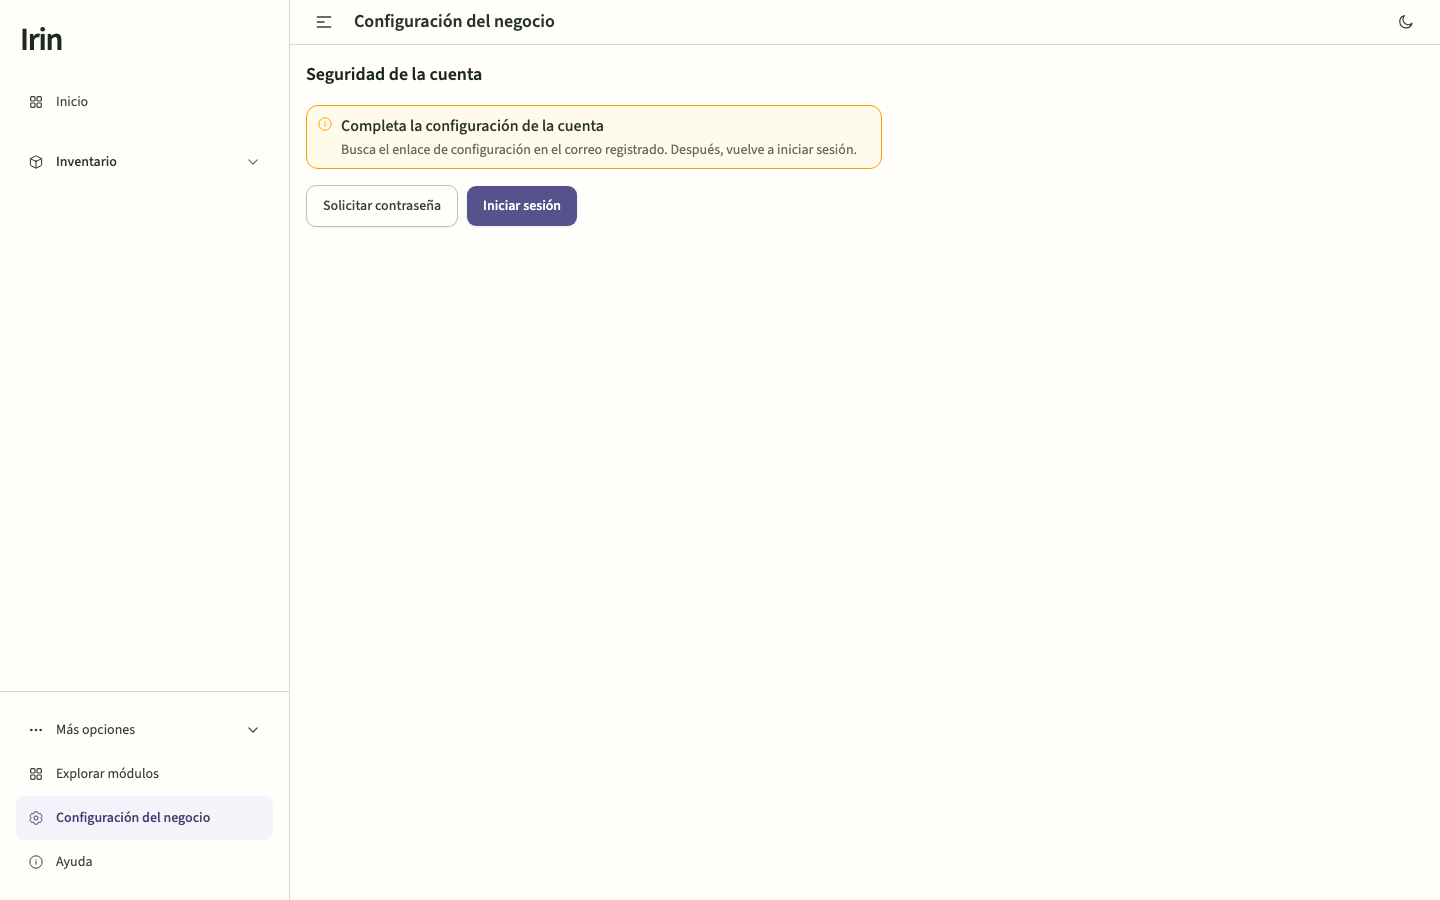 Irin
Inicio
Inventario
Más opciones
Explorar módulos
Configuración del negocio
Ayuda
Configuración del negocio
Seguridad de la cuenta
Completa la configuración de la cuenta
Busca el enlace de configuración en el correo registrado. Después, vuelve a iniciar sesión.
Solicitar contraseña
Iniciar sesión